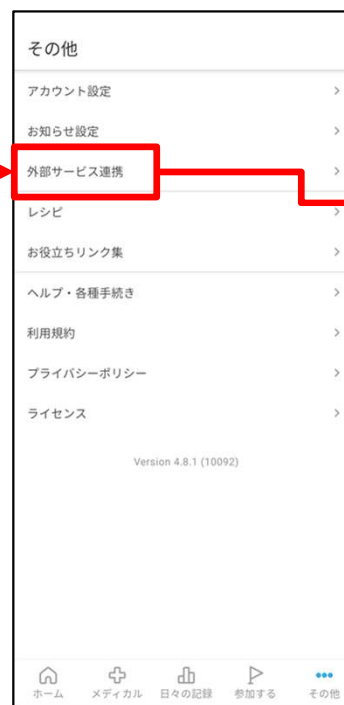 その他
アカウント設定
お知らせ設定
外部サービス連携
レシピ
お役立ちリンク集
ヘルプ・各種手続き
利用規約
プライバシーポリシー
ライセンス
Version 4.8.1 (10092)
ホーム メディカル 日々の記録 参加する その他